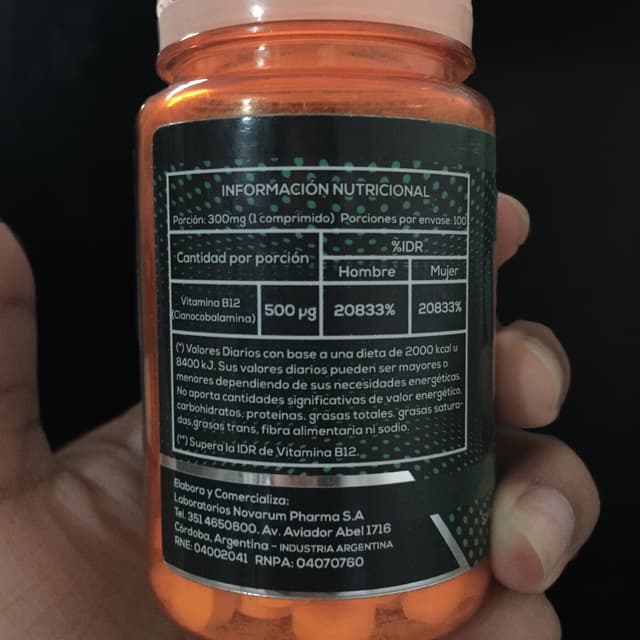 INFORMACIÓN NUTRICIONAL
Porción: 300mg (1 comprimido) Porciones por envase: 100
Cantidad por porción
%IDR
Hombre
Mujer
Vitamina B12
(Cianocobalamina)
500 µg
20833%
20833%
(*) Valores Diarios con base a una dieta de 2000 kcal u
8400 kJ. Sus valores diarios pueden ser mayores o
menores dependiendo de sus necesidades energéticas.
No aporta cantidades significativas de valor energético,
carbohidratos, proteínas, grasas totales, grasas satura-
das, grasas trans, fibra alimentaria ni sodio.
(**) Supera la IDR de Vitamina B12.
Elabora y Comercializa:
Laboratorios Novarum Pharma S.A
Tel. 351 4650600. Av. Aviador Abel 1716
Córdoba, Argentina - INDUSTRIA ARGENTINA
RNE: 04002041 RNPA: 04070760